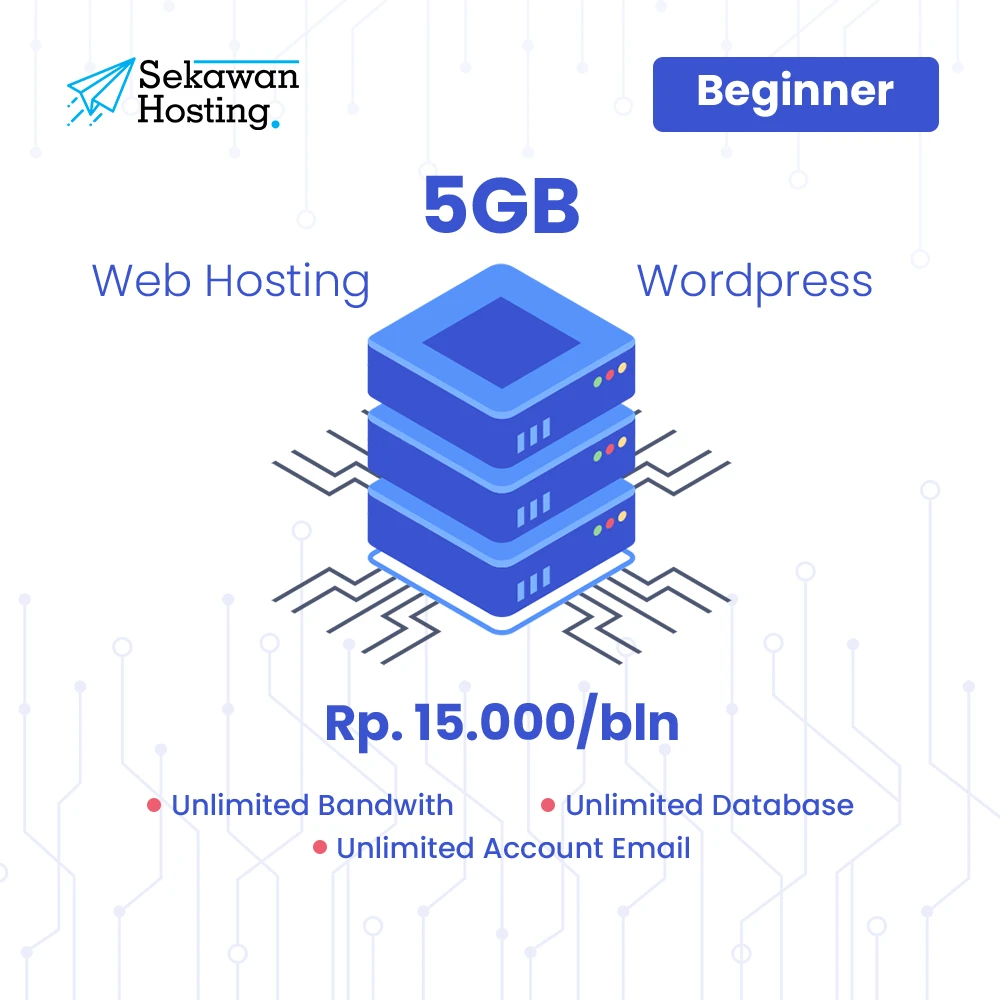 Sekawan
Hosting.
Beginner
5GB
Web Hosting
Wordpress
Rp. 15.000/bln
Unlimited Bandwith
Unlimited Database
Unlimited Account Email